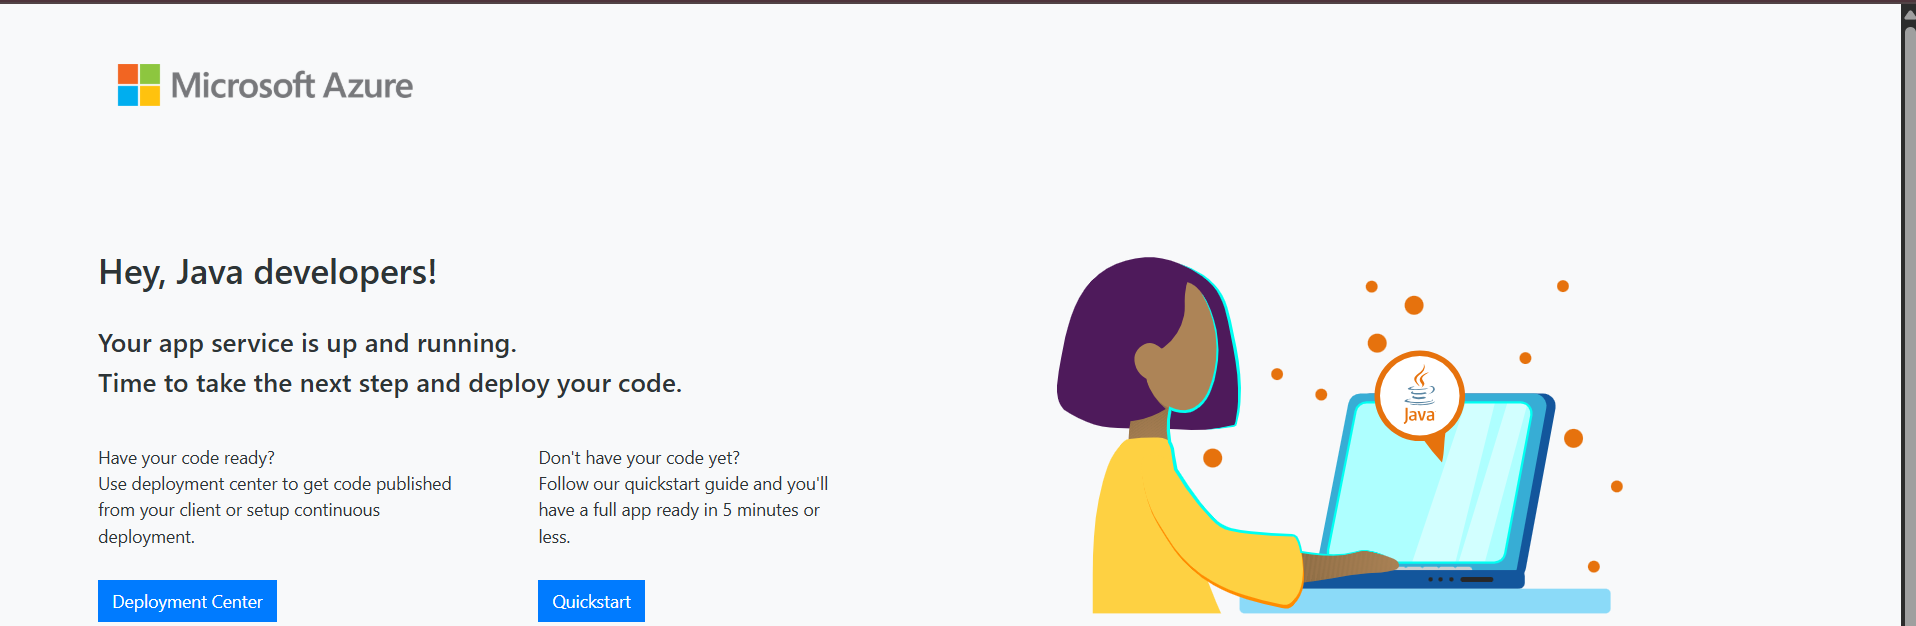 Microsoft Azure
Hey, Java developers!
Your app service is up and running.
Time to take the next step and deploy your code.
Have your code ready?
Use deployment center to get code published
from your client or setup continuous
deployment.
Deployment Center
Don't have your code yet?
Follow our quickstart guide and you'll
have a full app ready in 5 minutes or
less.
Quickstart
Java